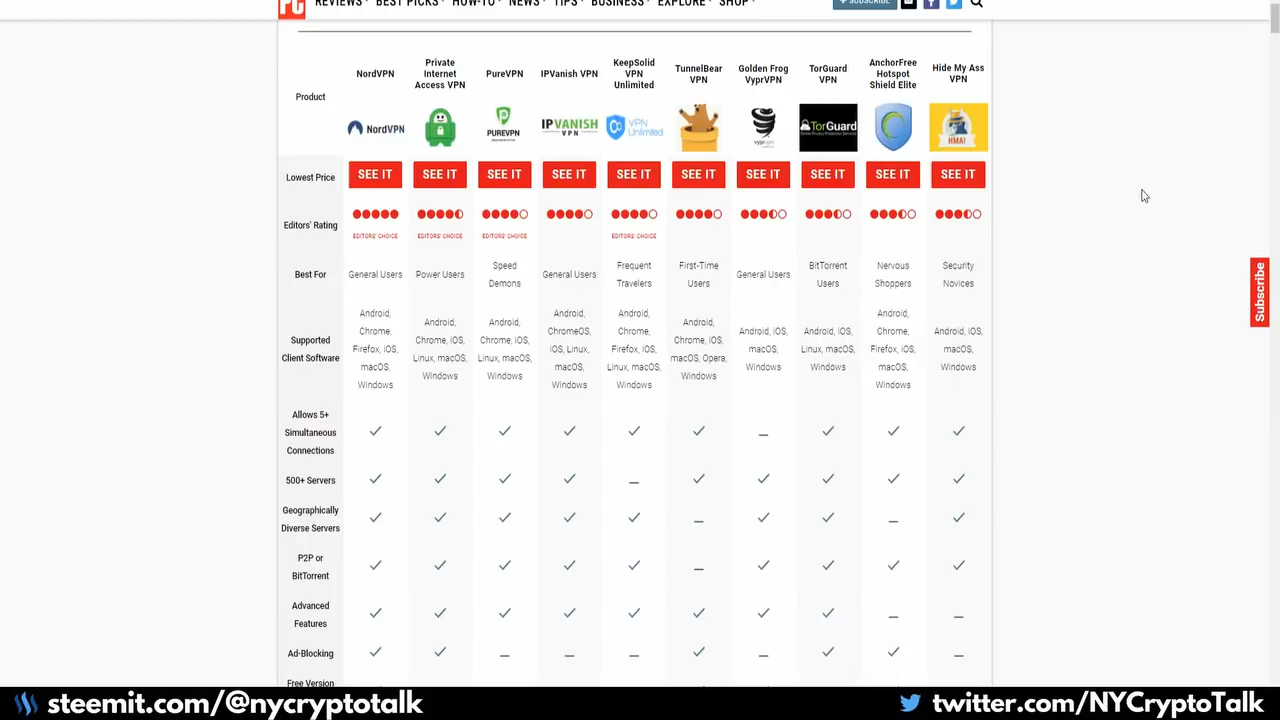 PC
REVIEWS BEST PICKS HOW-TO NEWS TIPS BUSINESS EXPLORE SHOP
+ SUBSCRIBE
Product
NordVPN
Private
Internet
Access VPN
PureVPN
IPVanish VPN
KeepSolid
VPN
Unlimited
TunnelBear
VPN
Golden Frog
VyprVPN
TorGuard
VPN
AnchorFree
Hotspot
Shield Elite
Hide My Ass
VPN
NordVPN
PUREVPN
IPVANISH
VPN
VPN
Unlimited
vyprvpn
TorGuard
HMA!
Lowest Price
SEE IT SEE IT SEE IT SEE IT SEE IT SEE IT SEE IT SEE IT SEE IT SEE IT
Editors' Rating
EDITORS' CHOICE EDITORS' CHOICE EDITORS' CHOICE EDITORS' CHOICE
Best For
General Users
Power Users
Speed
Demons
General Users
Frequent
Travelers
First-Time
Users
General Users
BitTorrent
Users
Nervous
Shoppers
Security
Novices
Supported
Client Software
Android,
Chrome,
Firefox, iOS,
macOS,
Windows
Android,
Chrome, iOS,
Linux, macOS,
Windows
Android,
Chrome, iOS,
Linux, macOS,
Windows
Android,
ChromeOS,
iOS, Linux,
macOS,
Windows
Android,
Chrome,
Firefox, iOS,
Linux, macOS,
Windows
Android,
Chrome, iOS,
macOS, Opera,
Windows
Android, iOS,
macOS,
Windows
Android, iOS,
Linux, macOS,
Windows
Android,
Chrome,
Firefox, iOS,
macOS,
Windows
Android, iOS,
macOS,
Windows
Allows 5+
Simultaneous
Connections
500+ Servers
Geographically
Diverse Servers
P2P or
BitTorrent
Advanced
Features
Ad-Blocking
Free Version
Subscribe
steemit.com/@nycryptotalk
twitter.com/NYCryptoTalk